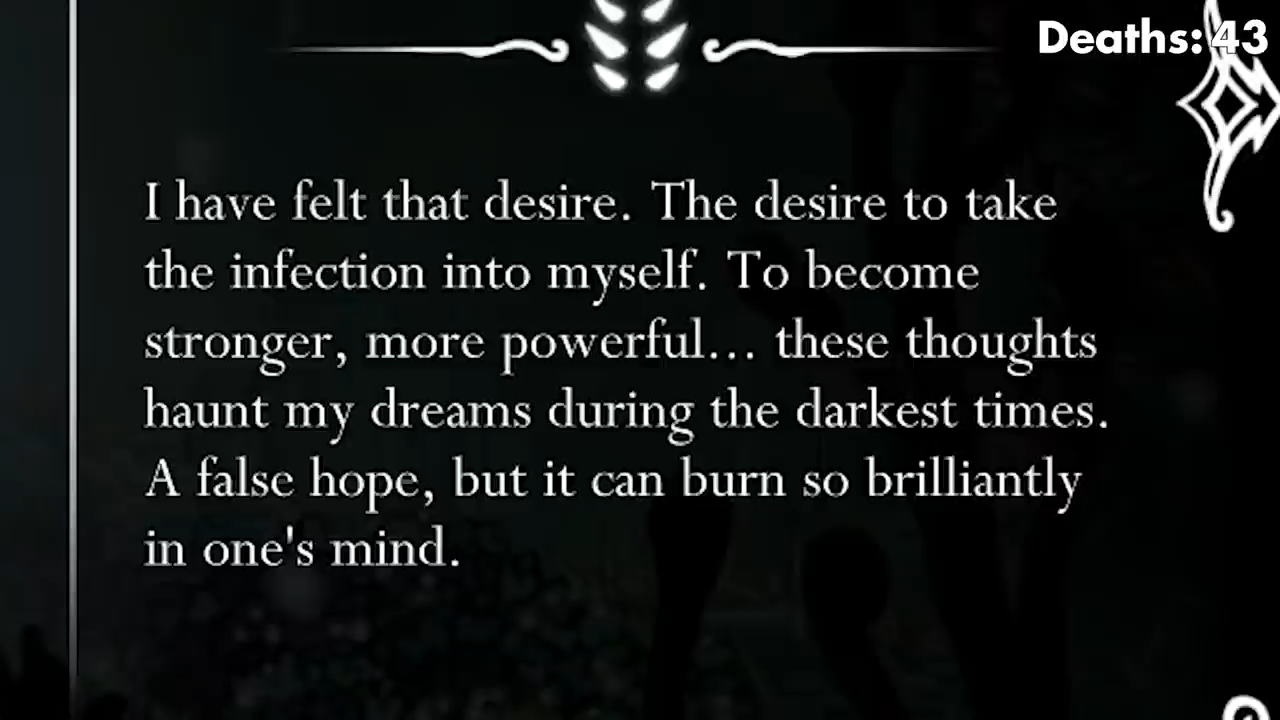 Deaths: 43
I have felt that desire. The desire to take
the infection into myself. To become
stronger, more powerful... these thoughts
haunt my dreams during the darkest times.
A false hope, but it can burn so brilliantly
in one's mind.